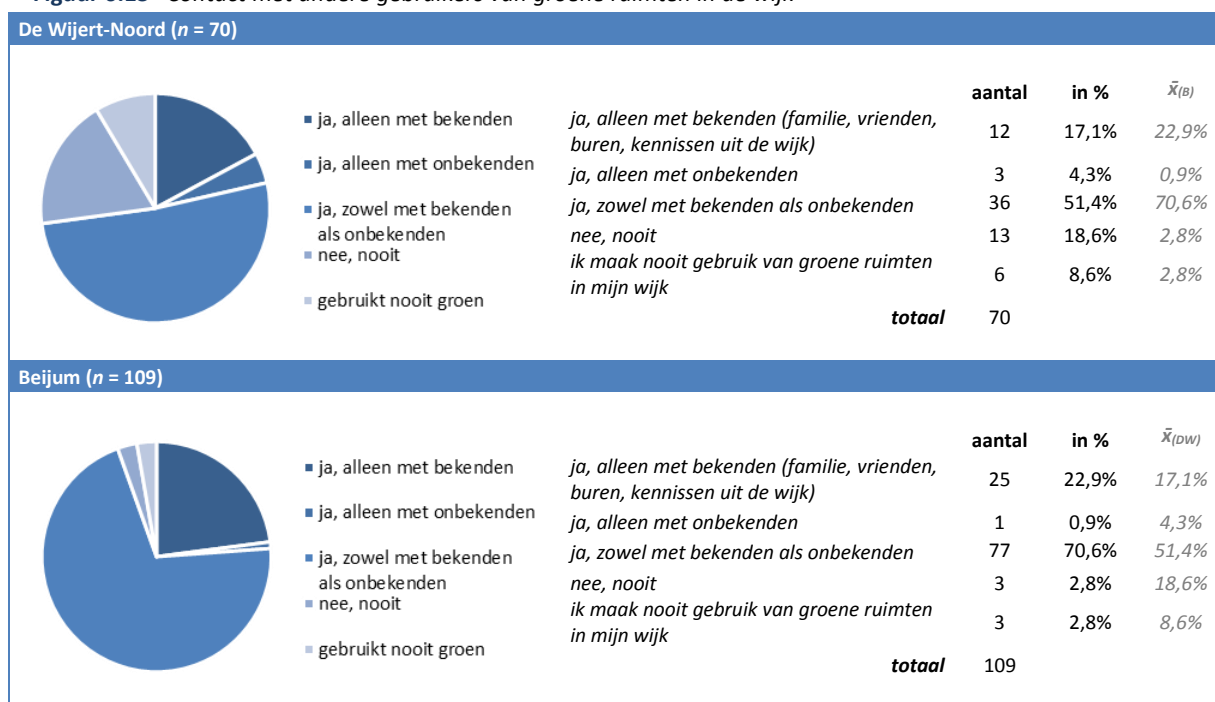 De Wijert-Noord (n = 70)
aantal in % x̄(B)
ja, alleen met bekenden
ja, alleen met onbekenden
ja, zowel met bekenden
als onbekenden
nee, nooit
gebruikt nooit groen
ja, alleen met bekenden (familie, vrienden,
buren, kennissen uit de wijk) 12 17,1% 22,9%
ja, alleen met onbekenden 3 4,3% 0,9%
ja, zowel met bekenden als onbekenden 36 51,4% 70,6%
nee, nooit 13 18,6% 2,8%
ik maak nooit gebruik van groene ruimten
in mijn wijk 6 8,6% 2,8%
totaal 70
Beijum (n = 109)
aantal in % x̄(DW)
ja, alleen met bekenden
ja, alleen met onbekenden
ja, zowel met bekenden
als onbekenden
nee, nooit
gebruikt nooit groen
ja, alleen met bekenden (familie, vrienden,
buren, kennissen uit de wijk) 25 22,9% 17,1%
ja, alleen met onbekenden 1 0,9% 4,3%
ja, zowel met bekenden als onbekenden 77 70,6% 51,4%
nee, nooit 3 2,8% 18,6%
ik maak nooit gebruik van groene ruimten
in mijn wijk 3 2,8% 8,6%
totaal 109